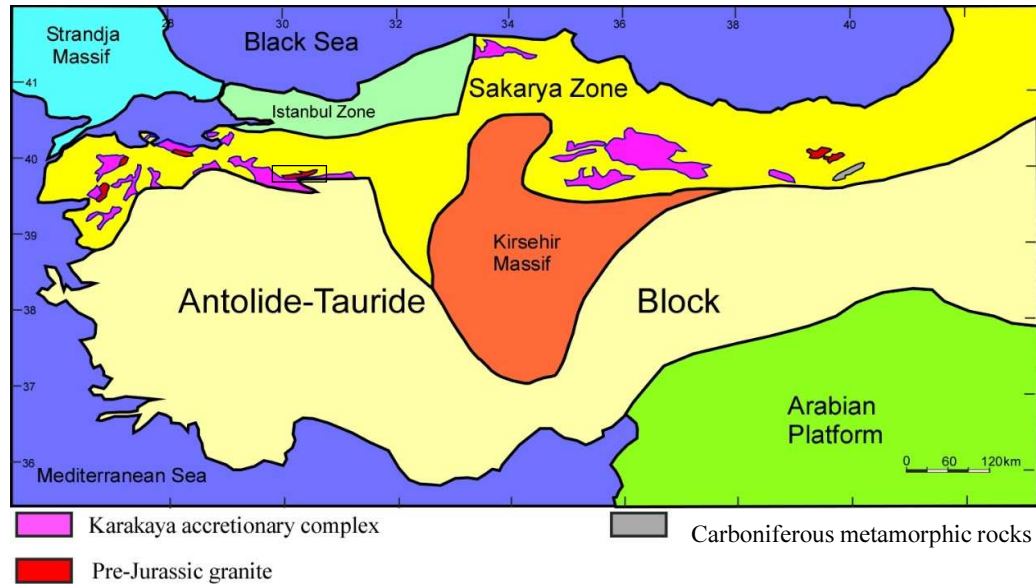 28 30 32 34 36 38 40
Strandja
Massif
Black Sea
41
Istanbul Zone
Sakarya Zone
40
39
Kirsehir
Massif
Antolide-Tauride
Block
38
37
Arabian
Platform
36
Mediterranean Sea
0 60 120km
Karakaya accretionary complex
Carboniferous metamorphic rocks
Pre-Jurassic granite